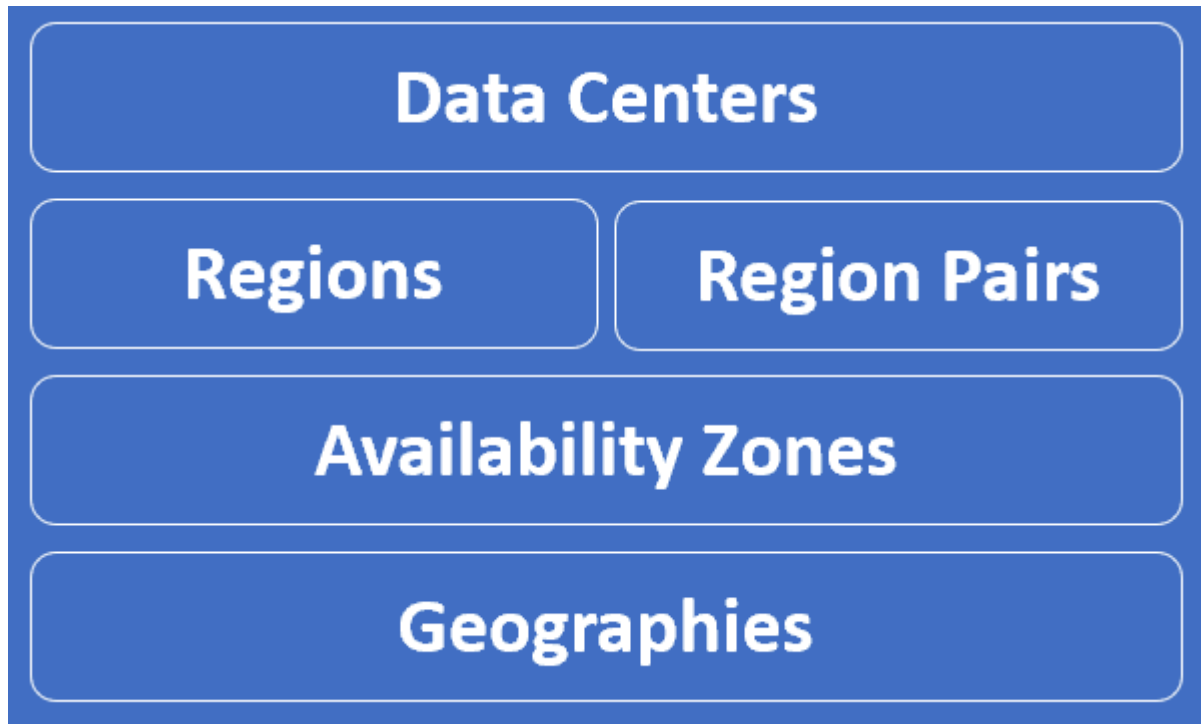 Data Centers
Regions
Region Pairs
Availability Zones
Geographies